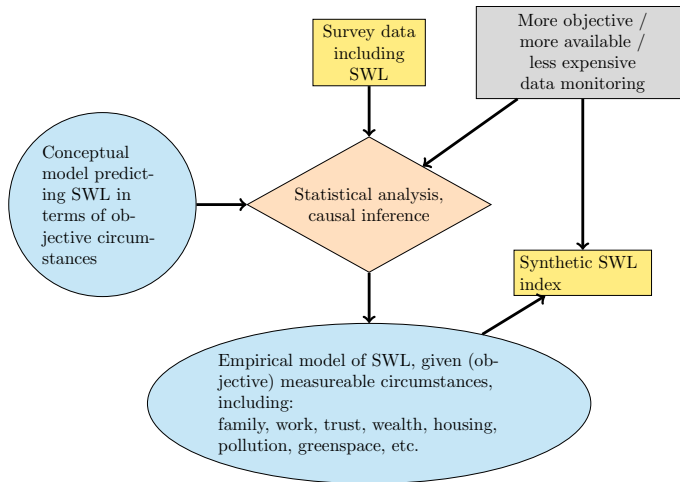 Survey data
including
SWL
More objective /
more available /
less expensive
data monitoring
Conceptual
model predict-
ing SWL in
terms of ob-
jective circum-
stances
Statistical analysis,
causal inference
Synthetic SWL
index
Empirical model of SWL, given (ob-
jective) measureable circumstances,
including:
family, work, trust, wealth, housing,
pollution, greenspace, etc.